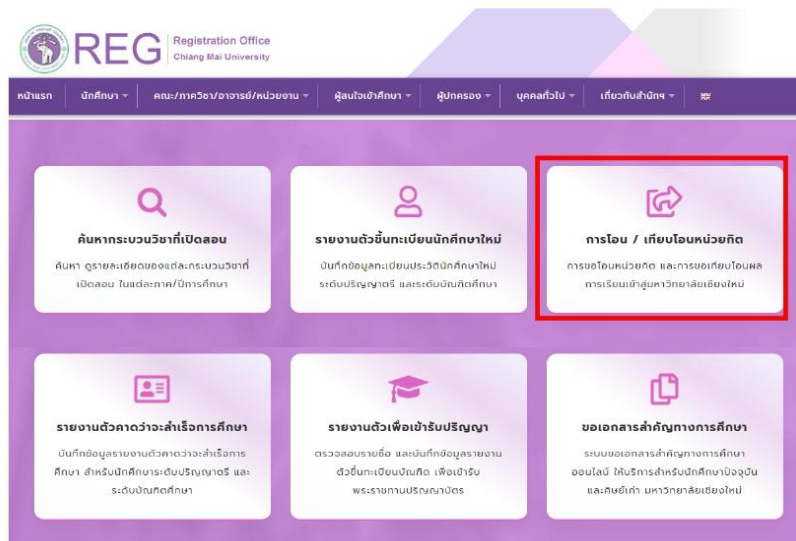 REG
Registration Office
Chiang Mai University
หน้าแรก นักศึกษา คณะ/ภาควิชา/อาจารย์/หน่วยงาน ผู้สนใจเข้าศึกษา ผู้ปกครอง บุคคลทั่วไป เกี่ยวกับสำนักฯ
ค้นหากระบวนวิชาที่เปิดสอน
ค้นหา ดูรายละเอียดของแต่ละกระบวนวิชาที่
เปิดสอน ในแต่ละภาค/ปีการศึกษา
รายงานตัวขึ้นทะเบียนนักศึกษาใหม่
บันทึกข้อมูลทะเบียนประวัตินักศึกษาใหม่
ระดับปริญญาตรี และระดับบัณฑิตศึกษา
การโอน / เทียบโอนหน่วยกิต
การขอโอนหน่วยกิต และการขอเทียบโอนผล
การเรียนเข้าสู่มหาวิทยาลัยเชียงใหม่
รายงานตัวคาดว่าจะสำเร็จการศึกษา
บันทึกข้อมูลรายงานตัวคาดว่าจะสำเร็จการ
ศึกษา สำหรับนักศึกษาระดับปริญญาตรี และ
ระดับบัณฑิตศึกษา
รายงานตัวเพื่อเข้ารับปริญญา
ตรวจสอบรายชื่อ และบันทึกข้อมูลรายงาน
ตัวขึ้นทะเบียนบัณฑิต เพื่อเข้ารับ
พระราชทานปริญญาบัตร
ขอเอกสารสำคัญทางการศึกษา
ระบบขอเอกสารสำคัญทางการศึกษา
ออนไลน์ ให้บริการสำหรับนักศึกษาปัจจุบัน
และศิษย์เก่า มหาวิทยาลัยเชียงใหม่